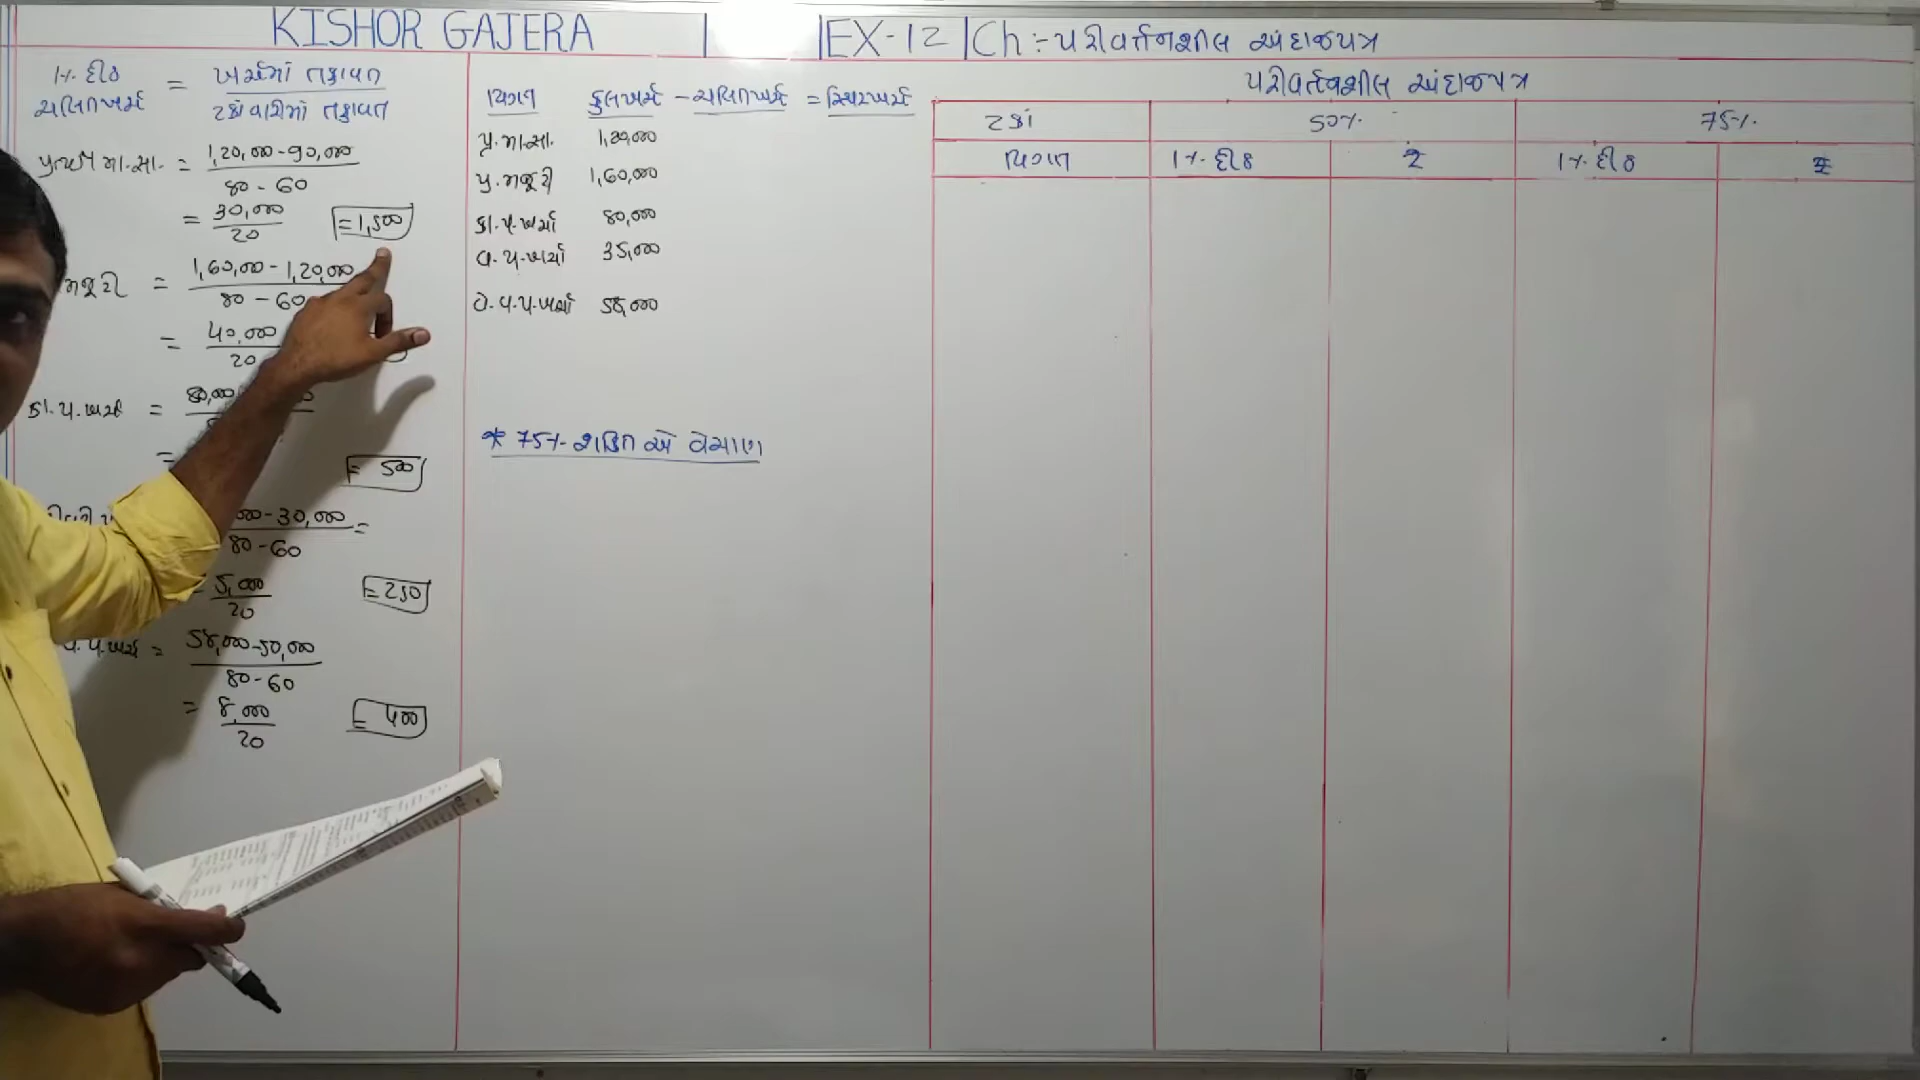 KISHOR GAJERA
EX-12
Ch :- પરીવર્તનશીલ અંદાજપત્ર
1% દીઠ = ખર્ચમાં તફાવત
ચલિતખર્ચ ટકાવારીમાં તફાવત
પ્રત્યક્ષ મા.સા. = 1,20,000-90,000
80 - 60
= 30,000
20
= 1,500
મજૂરી = 1,60,000 - 1,20,000
80 - 60
= 40,000
20
કા.પ.ખર્ચા = 80,000
=
= 500
000-30,000 =
80-60
= 5,000
20
= 250
વ.પ.ખર્ચ = 58,000-50,000
80-60
= 8,000
20
= 400
વિગત કુલખર્ચ - ચલિતખર્ચ = સ્થિરખર્ચ
પ્ર.મા.સા. 1,20,000
પ્ર.મજૂરી 1,60,000
કા.પ.ખર્ચા 80,000
વ.પ.ખર્ચા 35,000
વે.વ.પ.ખર્ચા 58,000
* 75% શક્તિ એ વેચાણ
પરીવર્તનશીલ અંદાજપત્ર
ટકા 50% 75%
વિગત 1% દીઠ ₹ 1% દીઠ ₹